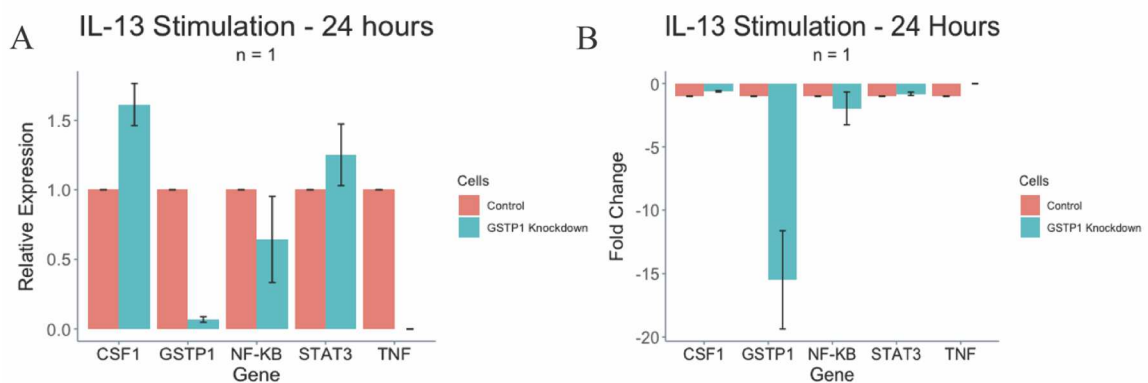 A
IL-13 Stimulation - 24 hours
n = 1
Relative Expression
1.5
1.0
0.5
0.0
CSF1 GSTP1 NF-KB STAT3 TNF
Gene
Cells
Control
GSTP1 Knockdown
B
IL-13 Stimulation - 24 Hours
n = 1
Fold Change
0
-5
-10
-15
-20
CSF1 GSTP1 NF-KB STAT3 TNF
Gene
Cells
Control
GSTP1 Knockdown